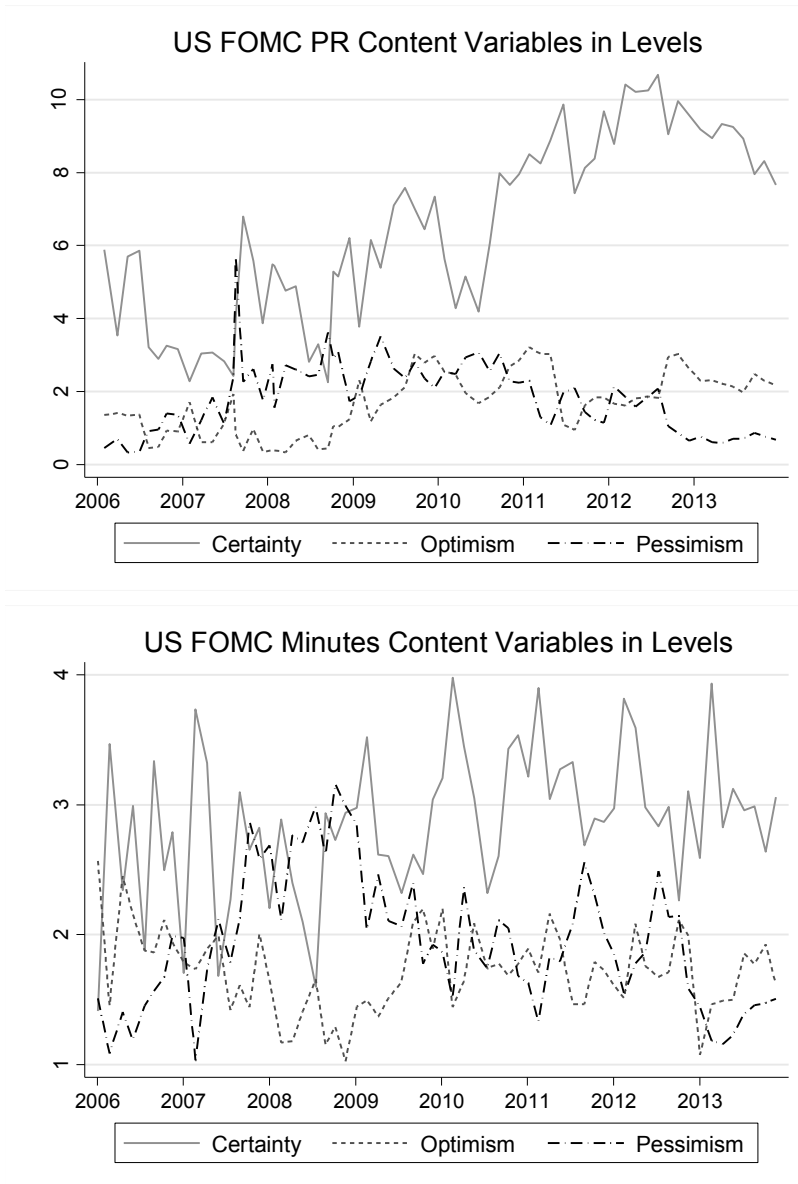 US FOMC PR Content Variables in Levels
10
8
6
4
2
0
2006 2007 2008 2009 2010 2011 2012 2013
Certainty Optimism Pessimism
US FOMC Minutes Content Variables in Levels
4
3
2
1
2006 2007 2008 2009 2010 2011 2012 2013
Certainty Optimism Pessimism